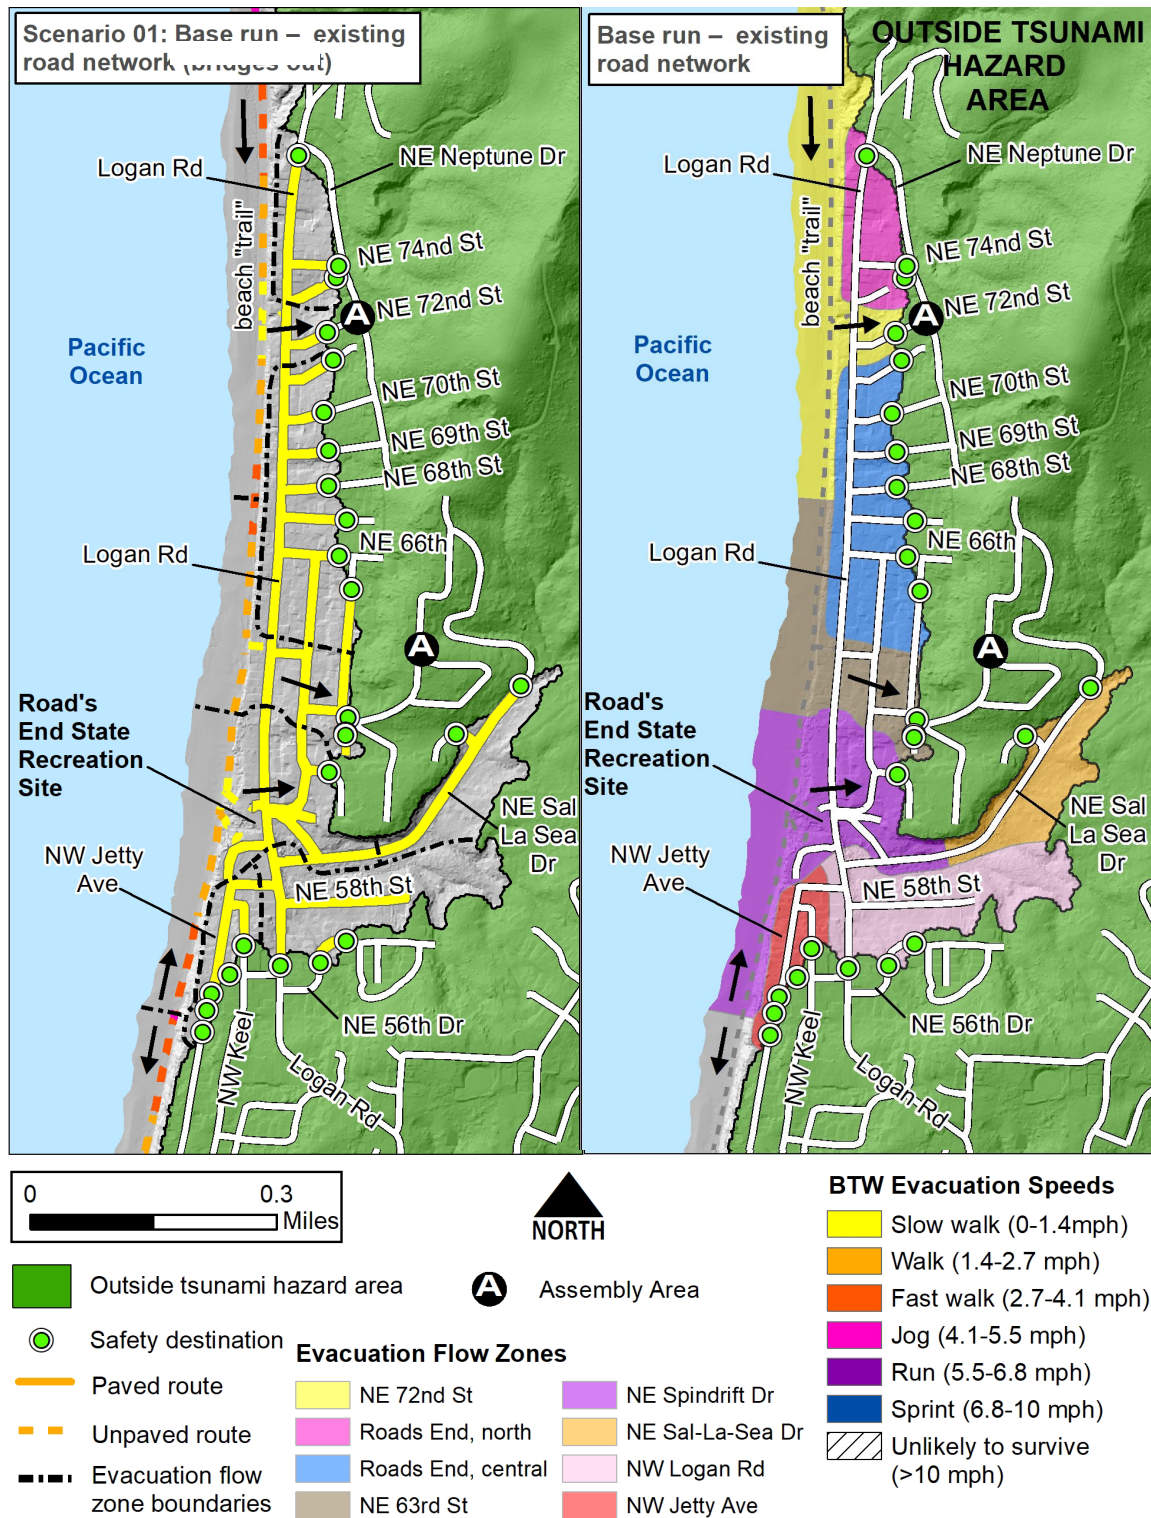 Scenario 01: Base run – existing
road network (bridges out)
Logan Rd
NE Neptune Dr
beach "trail"
NE 74nd St
NE 72nd St
A
Pacific
Ocean
NE 70th St
NE 69th St
NE 68th St
NE 66th
Logan Rd
A
Road's
End State
Recreation
Site
NE Sal
La Sea
Dr
NW Jetty
Ave
NE 58th St
NE 56th Dr
NW Keel
Logan Rd
Base run – existing
road network
OUTSIDE TSUNAMI
HAZARD
AREA
Logan Rd
NE Neptune Dr
beach "trail"
NE 74nd St
NE 72nd St
A
Pacific
Ocean
NE 70th St
NE 69th St
NE 68th St
NE 66th
Logan Rd
A
Road's
End State
Recreation
Site
NE Sal
La Sea
Dr
NW Jetty
Ave
NE 58th St
NE 56th Dr
NW Keel
Logan Rd
0 0.3
Miles
NORTH
Outside tsunami hazard area
A Assembly Area
Safety destination
Paved route
Unpaved route
Evacuation flow
zone boundaries
Evacuation Flow Zones
NE 72nd St
Roads End, north
Roads End, central
NE 63rd St
NE Spindrift Dr
NE Sal-La-Sea Dr
NW Logan Rd
NW Jetty Ave
BTW Evacuation Speeds
Slow walk (0-1.4mph)
Walk (1.4-2.7 mph)
Fast walk (2.7-4.1 mph)
Jog (4.1-5.5 mph)
Run (5.5-6.8 mph)
Sprint (6.8-10 mph)
Unlikely to survive
(>10 mph)